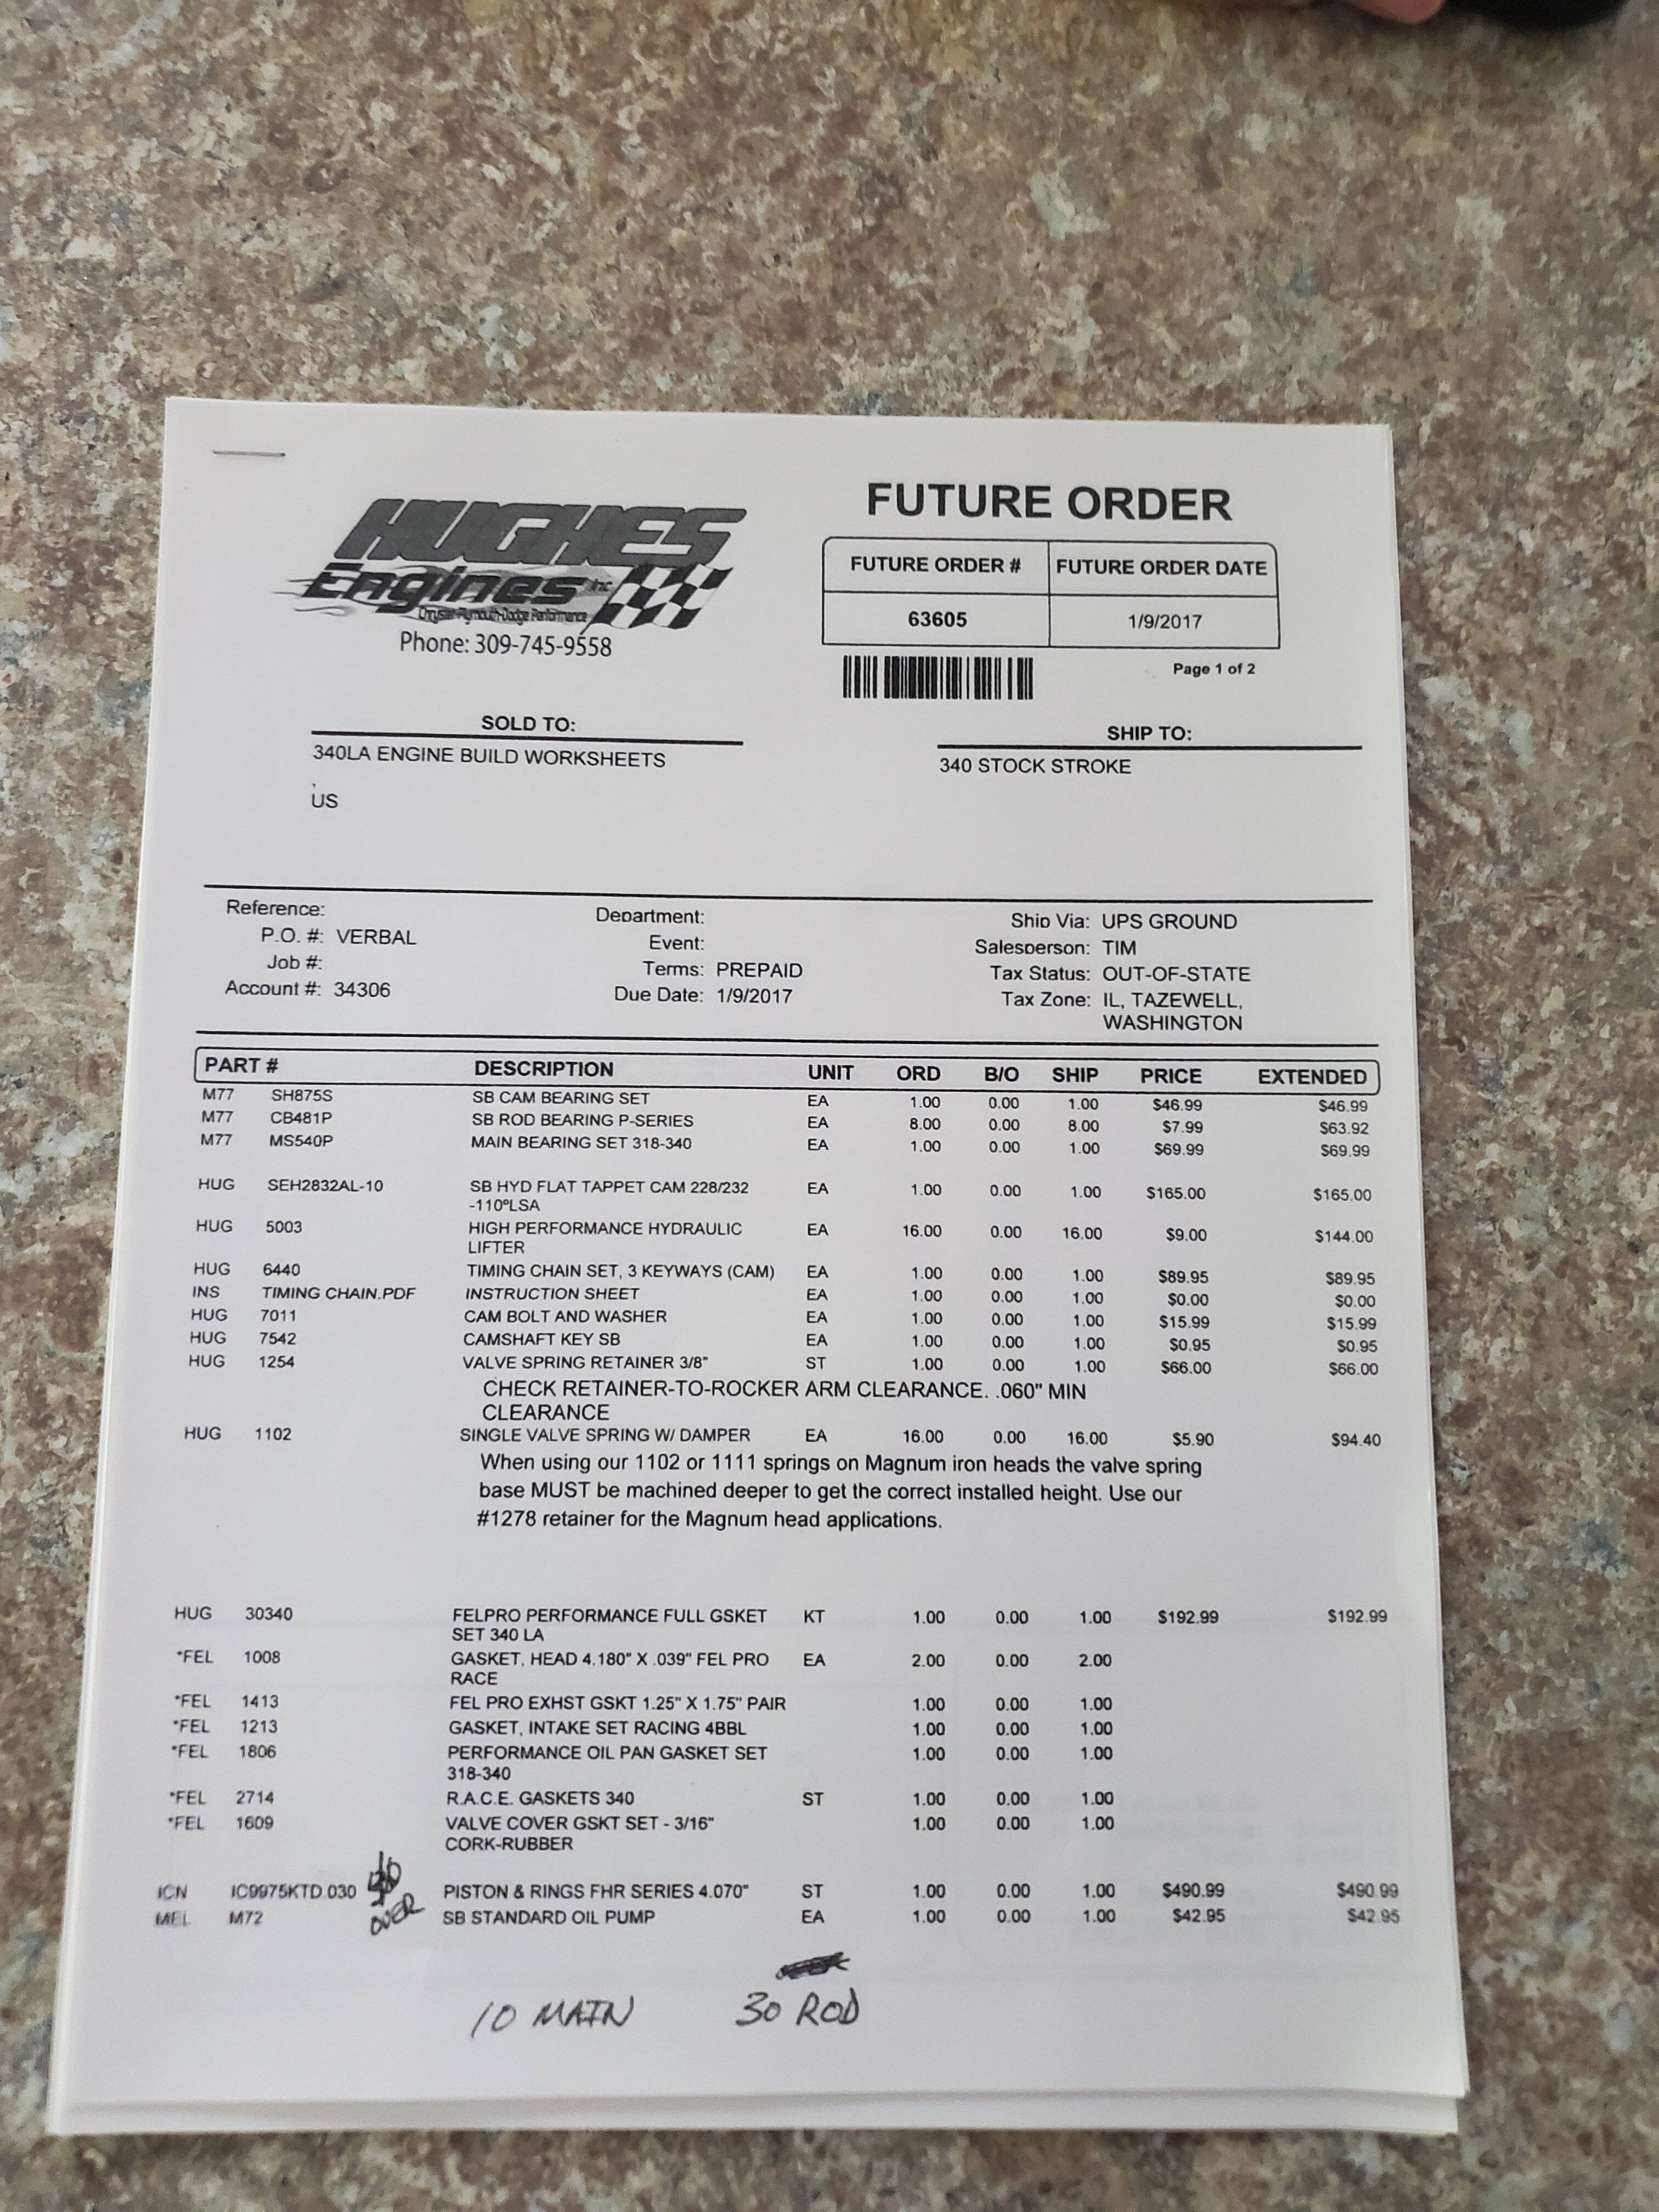 HUGHES
Engines Inc
Chrysler-Plymouth-Dodge Performance
Phone: 309-745-9558
FUTURE ORDER
FUTURE ORDER # FUTURE ORDER DATE
63605 1/9/2017
Page 1 of 2
SOLD TO:
340LA ENGINE BUILD WORKSHEETS
US
SHIP TO:
340 STOCK STROKE
Reference:
P.O. #: VERBAL
Job #:
Account #: 34306
Department:
Event:
Terms: PREPAID
Due Date: 1/9/2017
Ship Via: UPS GROUND
Salesperson: TIM
Tax Status: OUT-OF-STATE
Tax Zone: IL, TAZEWELL,
WASHINGTON
PART # DESCRIPTION UNIT ORD B/O SHIP PRICE EXTENDED
M77 SH875S SB CAM BEARING SET EA 1.00 0.00 1.00 $46.99 $46.99
M77 CB481P SB ROD BEARING P-SERIES EA 8.00 0.00 8.00 $7.99 $63.92
M77 MS540P MAIN BEARING SET 318-340 EA 1.00 0.00 1.00 $69.99 $69.99
HUG SEH2832AL-10 SB HYD FLAT TAPPET CAM 228/232 EA 1.00 0.00 1.00 $165.00 $165.00
-110ºLSA
HUG 5003 HIGH PERFORMANCE HYDRAULIC EA 16.00 0.00 16.00 $9.00 $144.00
LIFTER
HUG 6440 TIMING CHAIN SET, 3 KEYWAYS (CAM) EA 1.00 0.00 1.00 $89.95 $89.95
INS TIMING CHAIN.PDF INSTRUCTION SHEET EA 1.00 0.00 1.00 $0.00 $0.00
HUG 7011 CAM BOLT AND WASHER EA 1.00 0.00 1.00 $15.99 $15.99
HUG 7542 CAMSHAFT KEY SB EA 1.00 0.00 1.00 $0.95 $0.95
HUG 1254 VALVE SPRING RETAINER 3/8" ST 1.00 0.00 1.00 $66.00 $66.00
CHECK RETAINER-TO-ROCKER ARM CLEARANCE. .060" MIN
CLEARANCE
HUG 1102 SINGLE VALVE SPRING W/ DAMPER EA 16.00 0.00 16.00 $5.90 $94.40
When using our 1102 or 1111 springs on Magnum iron heads the valve spring
base MUST be machined deeper to get the correct installed height. Use our
#1278 retainer for the Magnum head applications.
HUG 30340 FELPRO PERFORMANCE FULL GSKET KT 1.00 0.00 1.00 $192.99 $192.99
SET 340 LA
*FEL 1008 GASKET, HEAD 4.180" X .039" FEL PRO EA 2.00 0.00 2.00
RACE
*FEL 1413 FEL PRO EXHST GSKT 1.25" X 1.75" PAIR 1.00 0.00 1.00
*FEL 1213 GASKET, INTAKE SET RACING 4BBL 1.00 0.00 1.00
*FEL 1806 PERFORMANCE OIL PAN GASKET SET 1.00 0.00 1.00
318-340
*FEL 2714 R.A.C.E. GASKETS 340 ST 1.00 0.00 1.00
*FEL 1609 VALVE COVER GSKT SET - 3/16" 1.00 0.00 1.00
CORK-RUBBER
ICN IC9975KTD.030 PISTON & RINGS FHR SERIES 4.070" ST 1.00 0.00 1.00 $490.99 $490.99
OVER
MEL M72 SB STANDARD OIL PUMP EA 1.00 0.00 1.00 $42.95 $42.95
10 MAIN 30 ROD